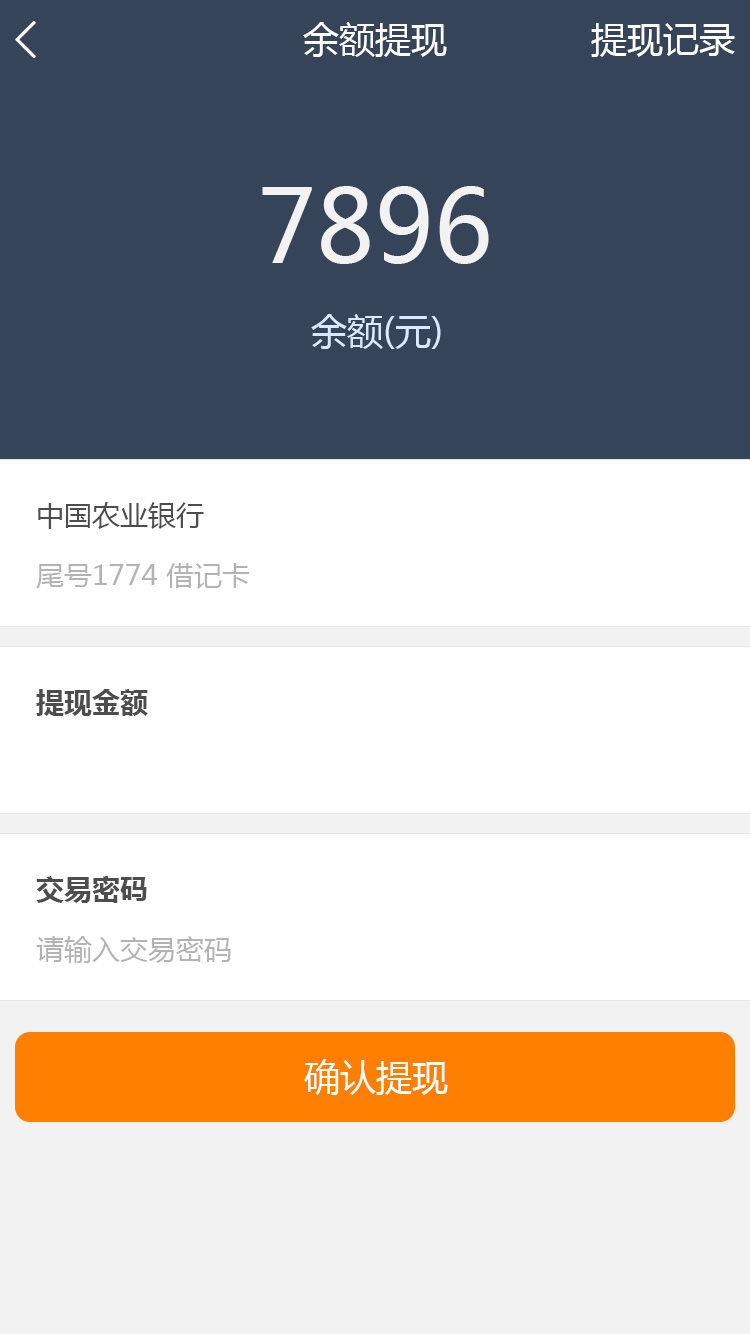 余额提现 提现记录
7896
余额(元)
中国农业银行
尾号1774 借记卡
提现金额
交易密码
请输入交易密码
确认提现